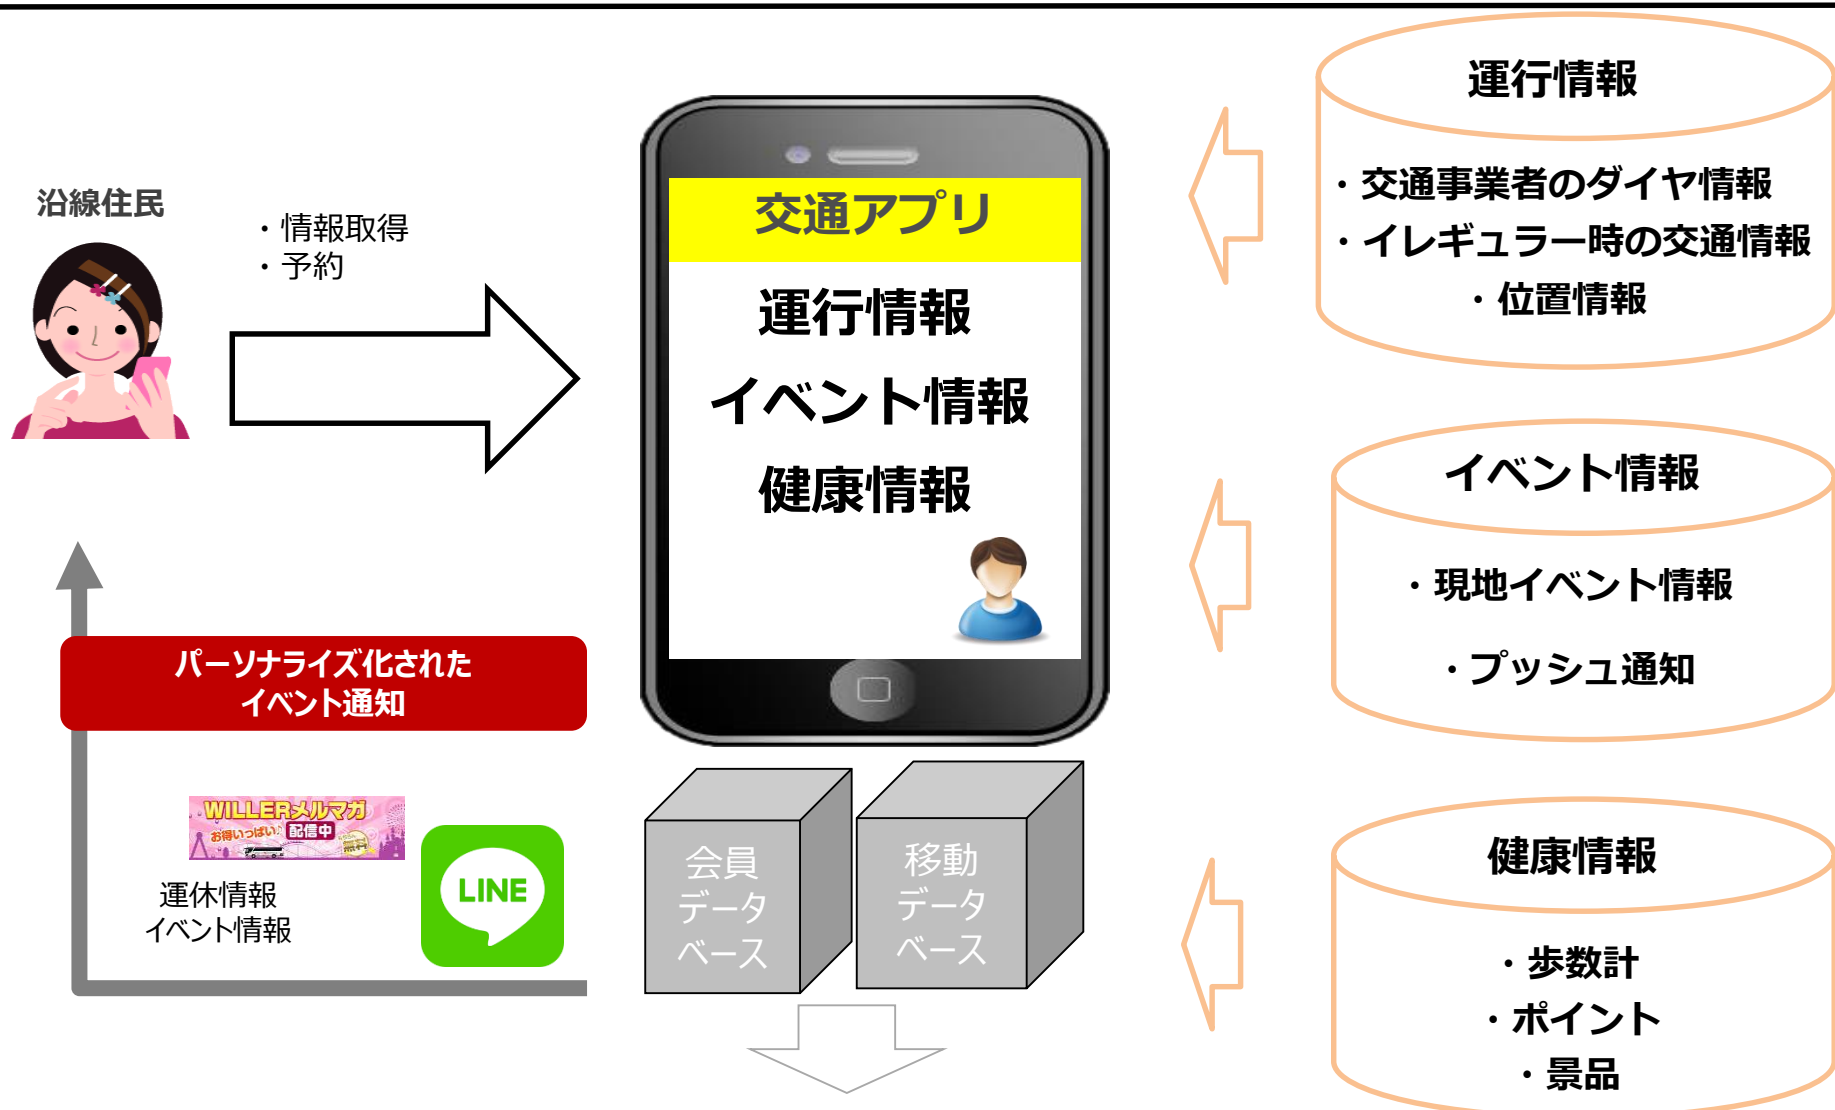 沿線住民
・情報取得
・予約
交通アプリ
運行情報
イベント情報
健康情報
運行情報
・交通事業者のダイヤ情報
・イレギュラー時の交通情報
・位置情報
イベント情報
・現地イベント情報
・プッシュ通知
健康情報
・歩数計
・ポイント
・景品
パーソナライズ化された
イベント通知
WILLERメルマガ
お得いっぱい♪ 配信中
無料
運休情報
イベント情報
LINE
会員
データ
ベース
移動
データ
ベース